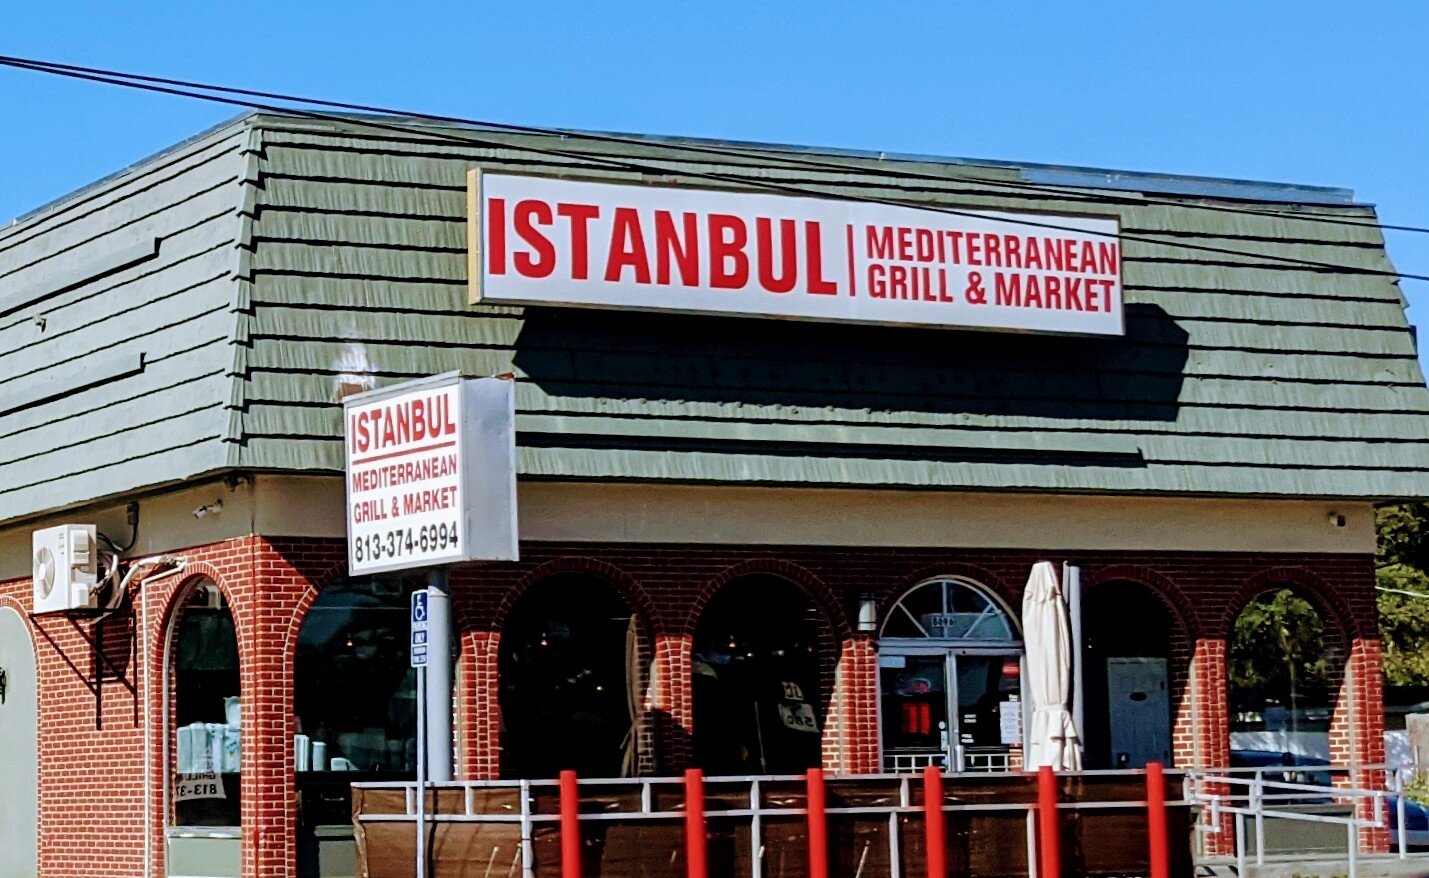 ISTANBUL
MEDITERRANEAN
GRILL & MARKET
ISTANBUL
MEDITERRANEAN
GRILL & MARKET
813-374-6994